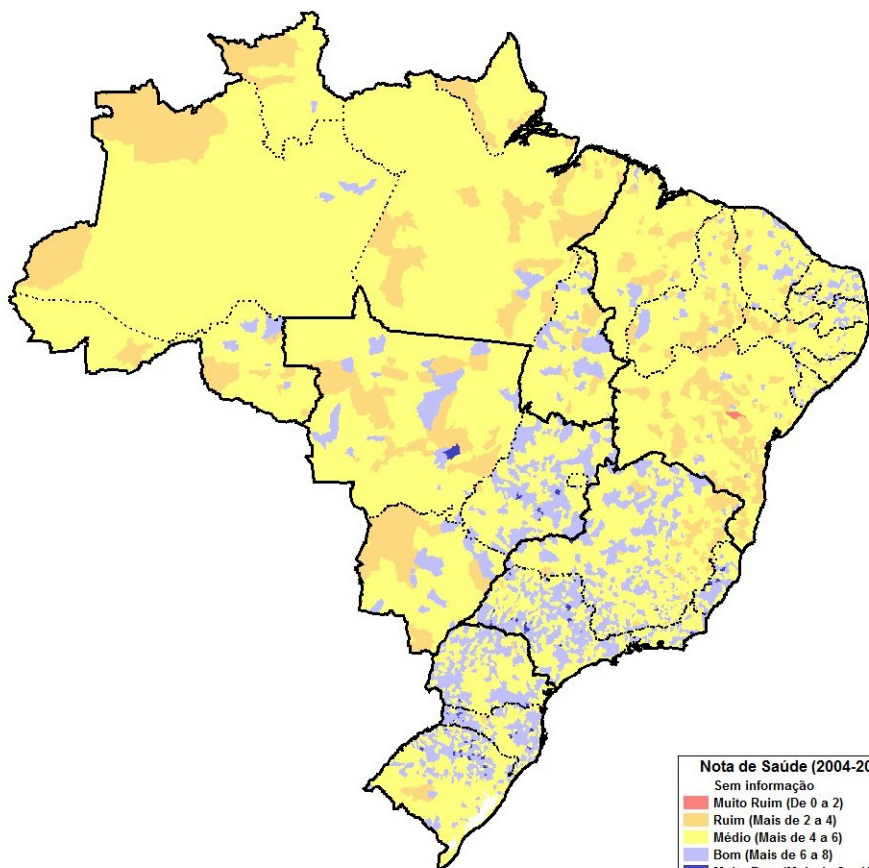 Nota de Saúde (2004-20
Sem informação
Muito Ruim (De 0 a 2)
Ruim (Mais de 2 a 4)
Médio (Mais de 4 a 6)
Bom (Mais de 6 a 8)